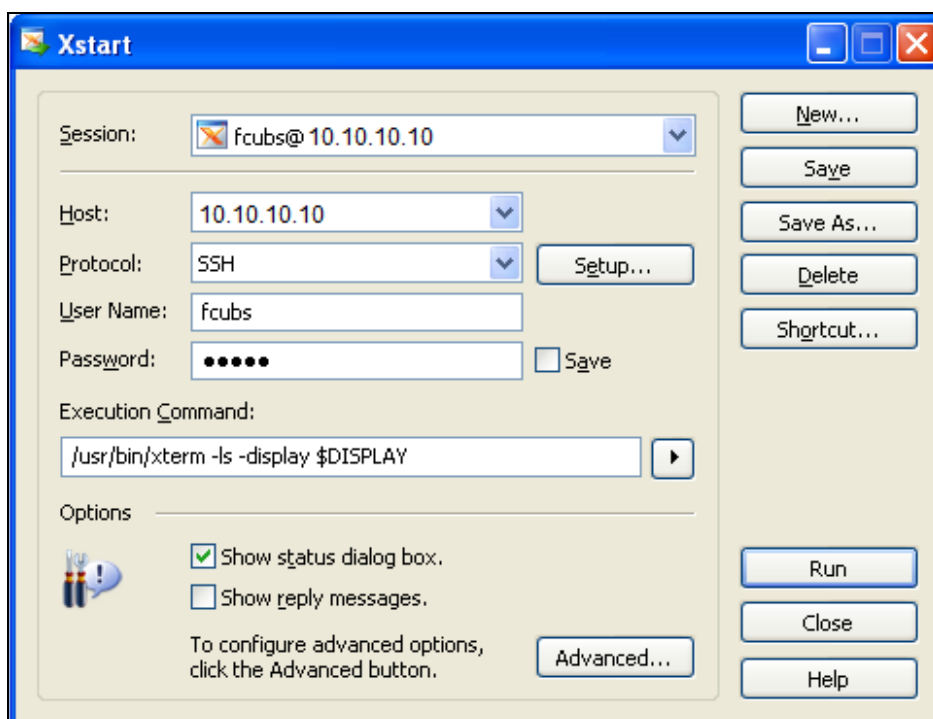 Xstart
Session:
fcubs@10.10.10.10
Host:
10.10.10.10
Protocol:
SSH
Setup...
User Name:
fcubs
Password:
●●●●●
Save
Execution Command:
/usr/bin/xterm -ls -display $DISPLAY
Options
Show status dialog box.
Show reply messages.
To configure advanced options,
click the Advanced button.
Advanced...
New...
Save
Save As...
Delete
Shortcut...
Run
Close
Help